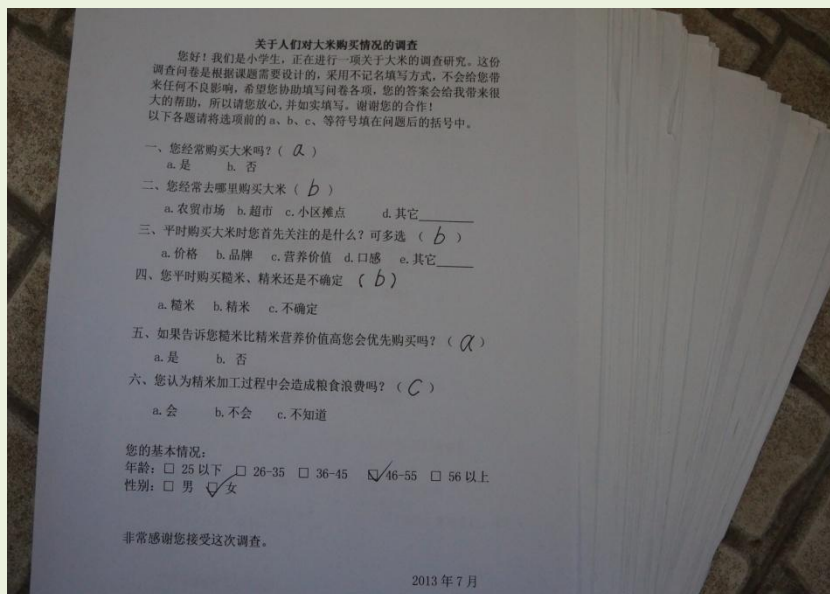 关于人们对大米购买情况的调查
您好！我们是小学生，正在进行一项关于大米的调查研究。这份
调查问卷是根据课题需要设计的，采用不记名填写方式，不会给您带
来任何不良影响，希望您协助填写问卷各项，您的答案会给我带来很
大的帮助，所以请您放心,并如实填写。谢谢您的合作！
以下各题请将选项前的 a、b、c、等符号填在问题后的括号中。
一、您经常购买大米吗？（ a ）
a.是 b. 否
二、您经常去哪里购买大米（ b ）
a.农贸市场 b.超市 c.小区摊点 d.其它________
三、平时购买大米时您首先关注的是什么？可多选 （ b ）
a.价格 b.品牌 c.营养价值 d.口感 e.其它_____
四、您平时购买糙米、精米还是不确定 （ b ）
a.糙米 b.精米 c.不确定
五、如果告诉您糙米比精米营养价值高您会优先购买吗？（ a ）
a.是 b. 否
六、您认为精米加工过程中会造成粮食浪费吗？（ C ）
a.会 b.不会 c.不知道
您的基本情况：
年龄：□ 25 以下 □ 26-35 □ 36-45 ☑ 46-55 □ 56 以上
性别：□ 男 ☑ 女
非常感谢您接受这次调查。
2013 年 7 月